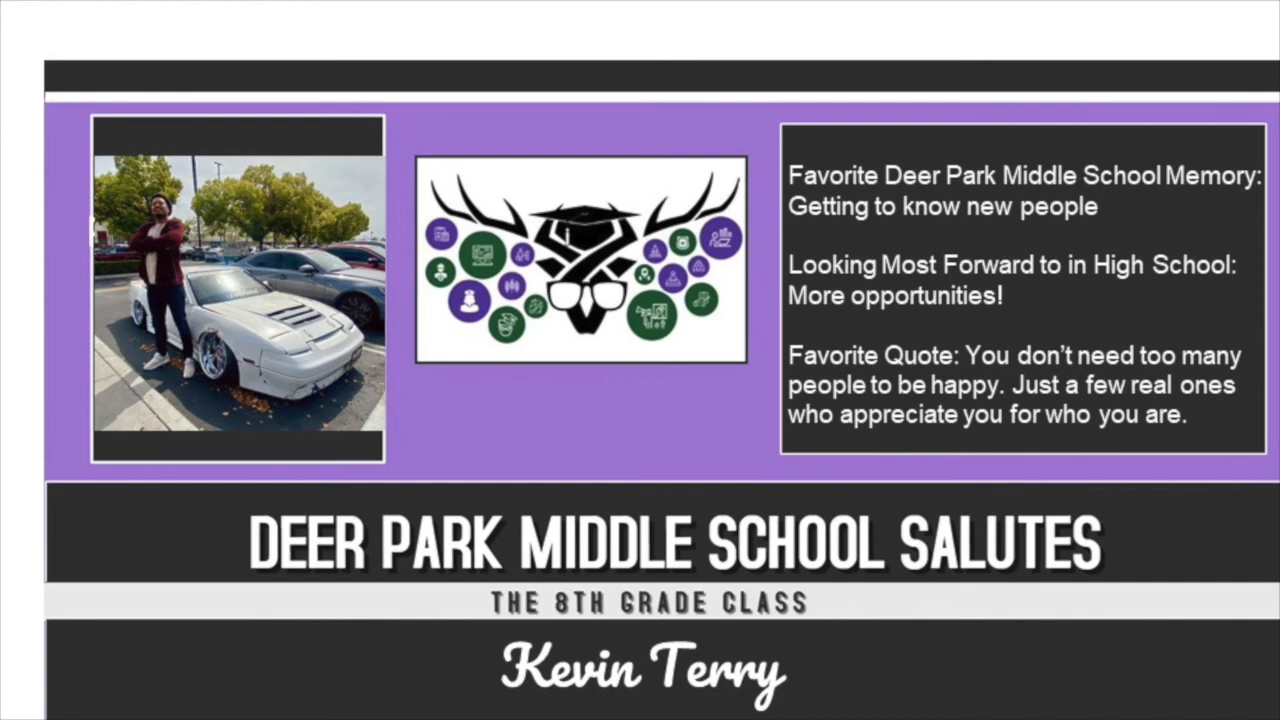 Favorite Deer Park Middle School Memory:
Getting to know new people
Looking Most Forward to in High School:
More opportunities!
Favorite Quote: You don’t need too many
people to be happy. Just a few real ones
who appreciate you for who you are.
DEER PARK MIDDLE SCHOOL SALUTES
THE 8TH GRADE CLASS
Kevin Terry